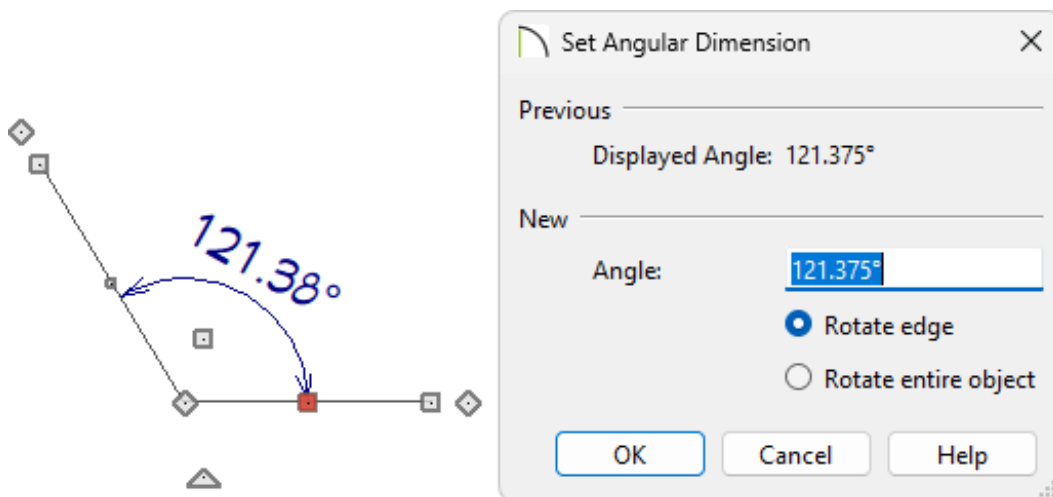 121.38°
Set Angular Dimension
Previous
Displayed Angle: 121.375°
New
Angle: 121.375°
Rotate edge
Rotate entire object
OK Cancel Help